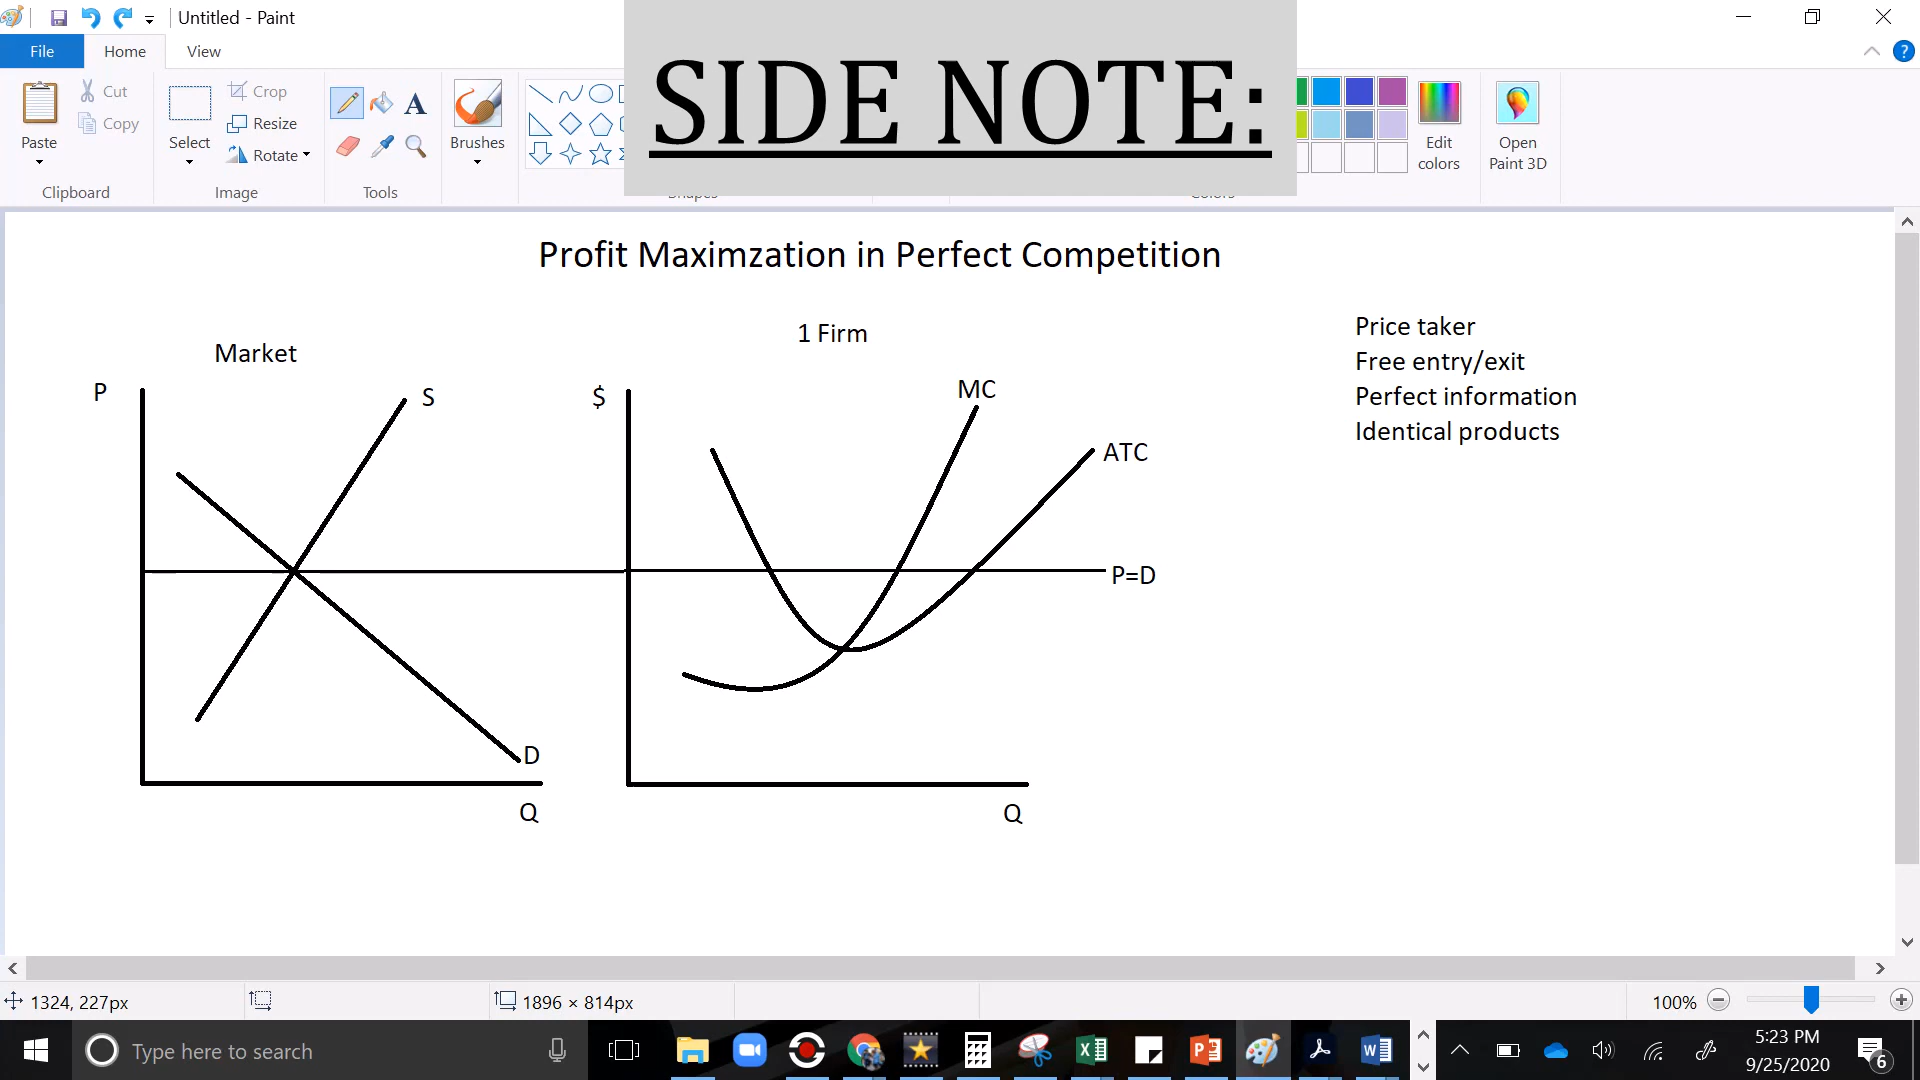 Untitled - Paint
SIDE NOTE:
File
Home
View
Paste
Cut
Copy
Clipboard
Select
Crop
Resize
Rotate
Image
A
Tools
Brushes
Edit
colors
Open
Paint 3D
Profit Maximzation in Perfect Competition
Market
1 Firm
Price taker
Free entry/exit
Perfect information
Identical products
P
S
$
MC
ATC
P=D
D
Q
Q
1324, 227px
1896 × 814px
100%
Type here to search
5:23 PM
9/25/2020
6